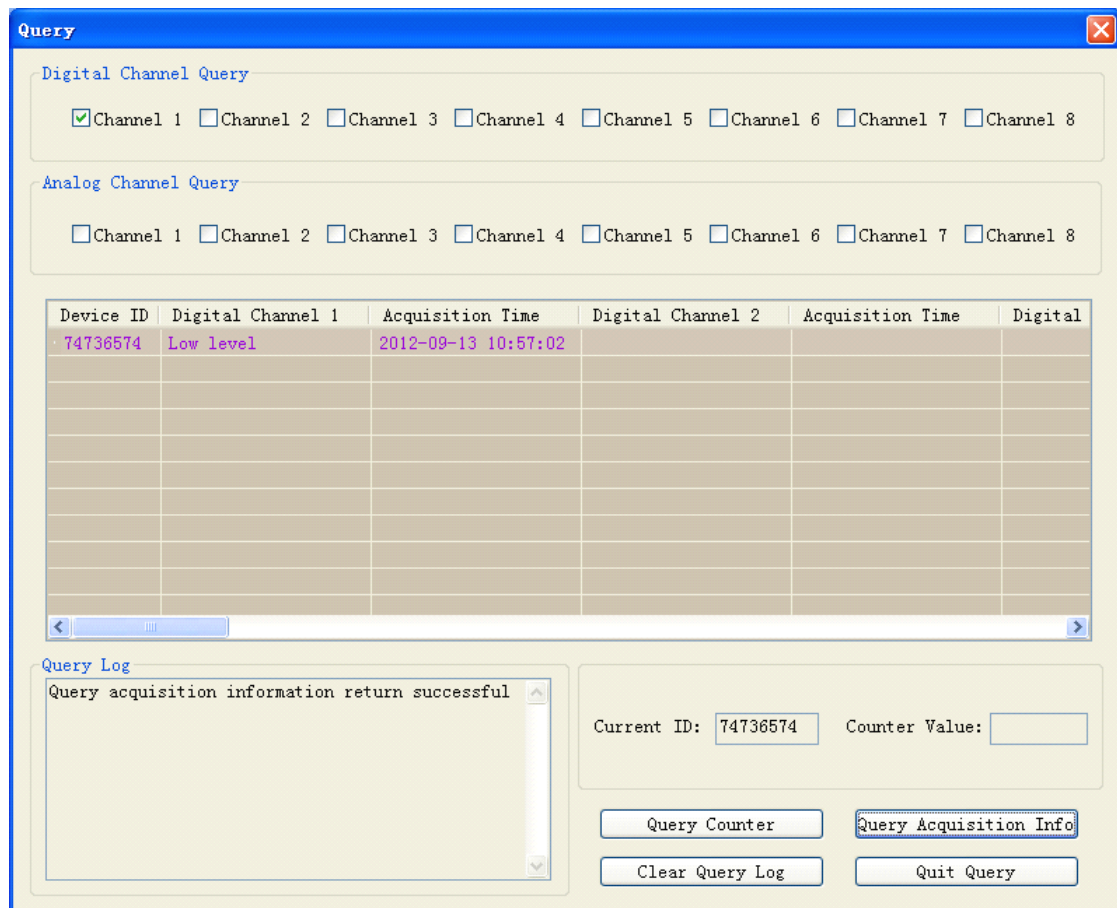 Query
Digital Channel Query
Channel 1 Channel 2 Channel 3 Channel 4 Channel 5 Channel 6 Channel 7 Channel 8
Analog Channel Query
Channel 1 Channel 2 Channel 3 Channel 4 Channel 5 Channel 6 Channel 7 Channel 8
Device ID Digital Channel 1 Acquisition Time Digital Channel 2 Acquisition Time Digital
74736574 Low level 2012-09-13 10:57:02
Query Log
Query acquisition information return successful
Current ID: 74736574 Counter Value:
Query Counter Query Acquisition Info
Clear Query Log Quit Query